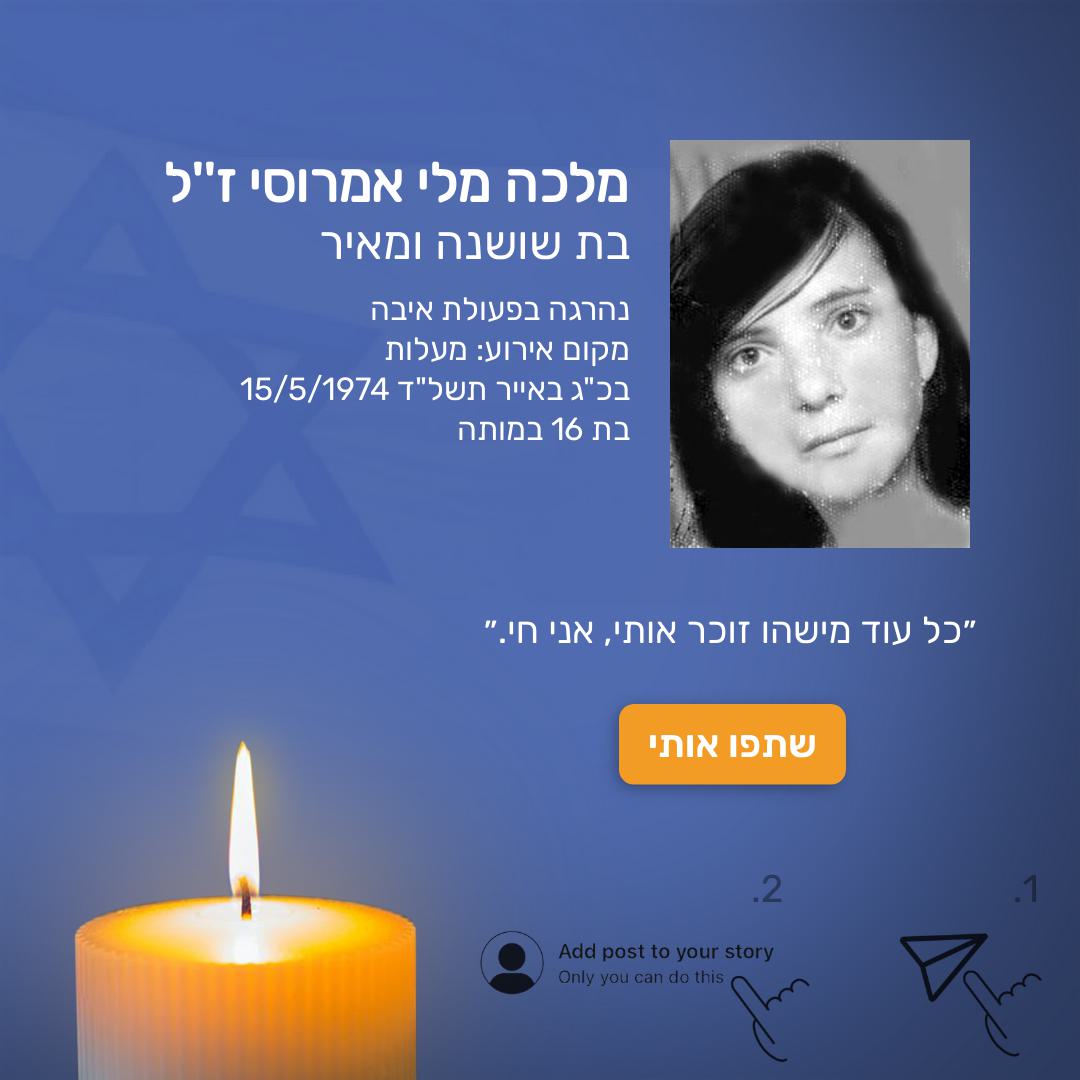 מלכה מלי אמרוסי ז"ל
בת שושנה ומאיר
נהרגה בפעולת איבה
מקום אירוע: מעלות
בכ"ג באייר תשל"ד 15/5/1974
בת 16 במותה
״כל עוד מישהו זוכר אותי, אני חי.״
שתפו אותי
1.
2.
Add post to your story
Only you can do this